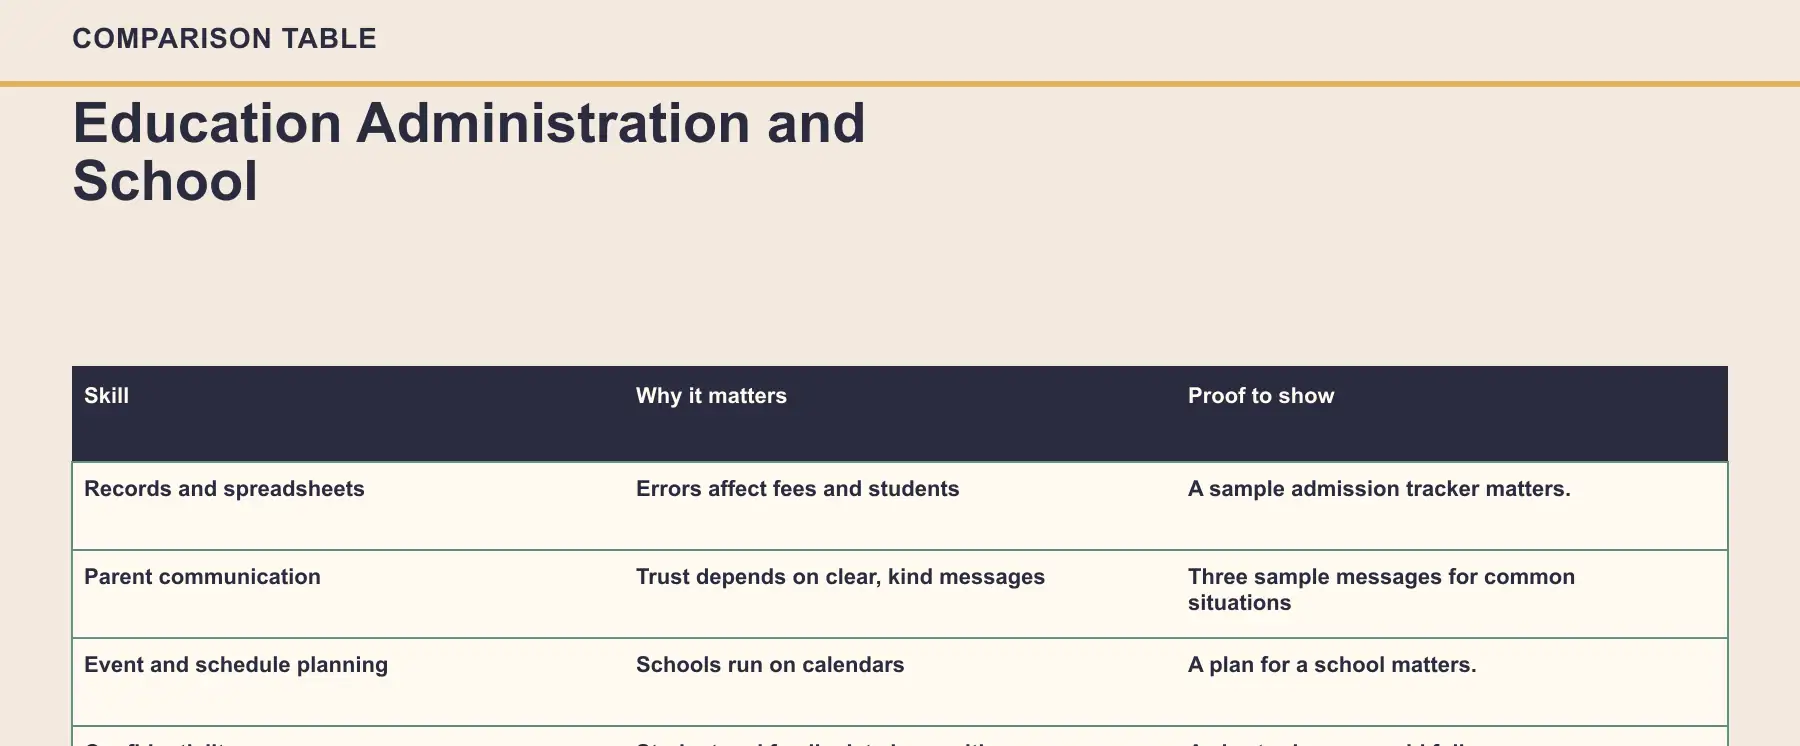 COMPARISON TABLE
Education Administration and
School
Skill Why it matters Proof to show
Records and spreadsheets Errors affect fees and students A sample admission tracker matters.
Parent communication Trust depends on clear, kind messages Three sample messages for common
situations
Event and schedule planning Schools run on calendars A plan for a school matters.